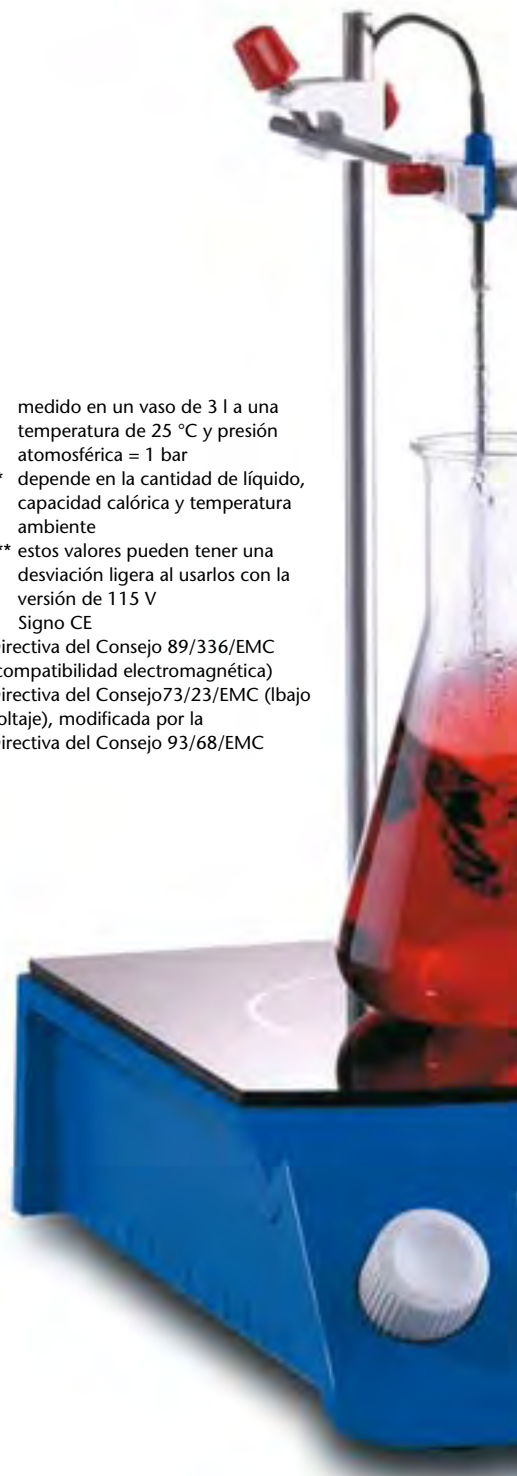 medido en un vaso de 3 l a una
temperatura de 25 °C y presión
atomosférica = 1 bar
* depende en la cantidad de líquido,
capacidad calórica y temperatura
ambiente
** estos valores pueden tener una
desviación ligera al usarlos con la
versión de 115 V
Signo CE
irectiva del Consejo 89/336/EMC
compatibilidad electromagnética)
irectiva del Consejo73/23/EMC (lbajo
oltaje), modificada por la
irectiva del Consejo 93/68/EMC